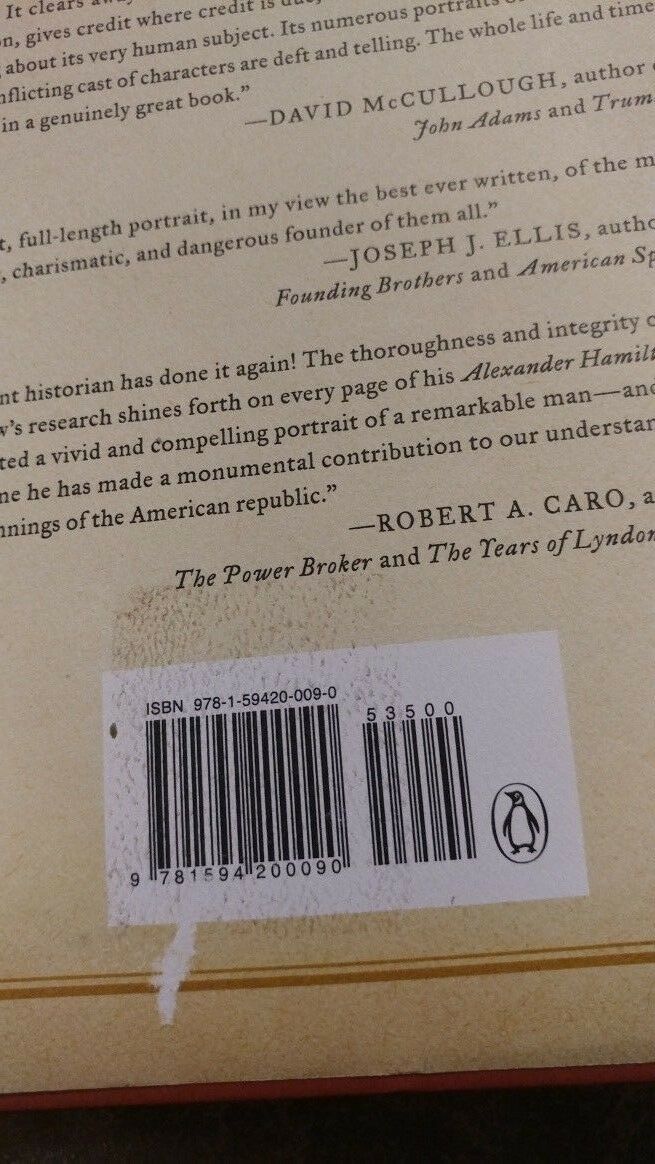 It clears
on, gives credit where credit is due,
about its very human subject. Its numerous portraits
nflicting cast of characters are deft and telling. The whole life and time
in a genuinely great book.”
—DAVID McCULLOUGH, author
John Adams and Trum
t, full-length portrait, in my view the best ever written, of the m
, charismatic, and dangerous founder of them all.”
—JOSEPH J. ELLIS, autho
Founding Brothers and American Sp
nt historian has done it again! The thoroughness and integrity o
w’s research shines forth on every page of his Alexander Hamilt
ted a vivid and compelling portrait of a remarkable man—and
ne he has made a monumental contribution to our understan
nnings of the American republic.”
—ROBERT A. CARO, a
The Power Broker and The Years of Lyndon
ISBN 978-1-59420-009-0
53500
9 781594 200090